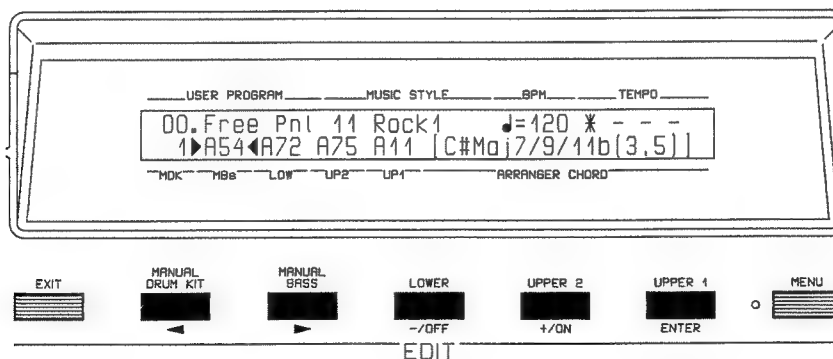 USER PROGRAM MUSIC STYLE BPM TEMPO
00.Free Pnl 11 Rock1 ♩=120 * - - -
1▶A54◀A72 A75 A11 [C#Maj7/9/11b(3,5)]
MDK MBs LOW UP2 UP1 ARRANGER CHORD
EXIT MANUAL DRUM KIT MANUAL BASS LOWER UPPER 2 UPPER 1 MENU
◀ ▶ -/OFF +/ON ENTER
EDIT